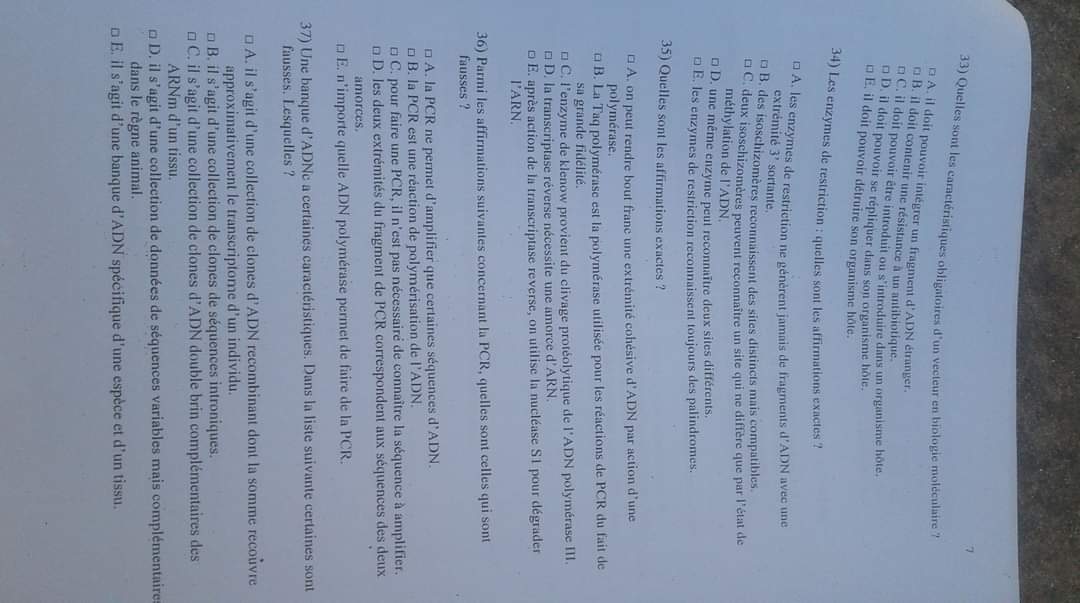 7
33) Quelles sont les caractéristiques obligatoires d'un vecteur en biologie moléculaire ?
□ A. il doit pouvoir intégrer un fragment d'ADN étranger.
□ B. il doit contenir une résistance à un antibiotique.
□ C. il doit pouvoir être introduit ou s'introduire dans un organisme hôte.
□ D. il doit pouvoir se répliquer dans son organisme hôte.
□ E. il doit pouvoir détruire son organisme hôte.
34) Les enzymes de restriction : quelles sont les affirmations exactes ?
□ A. les enzymes de restriction ne génèrent jamais de fragments d'ADN avec une
extrémité 3' sortante.
□ B. des isoschizomères reconnaissent des sites distincts mais compatibles.
□ C. deux isoschizomères peuvent reconnaître un site qui ne diffère que par l'état de
méthylation de l'ADN.
□ D. une même enzyme peut reconnaître deux sites différents.
□ E. les enzymes de restriction reconnaissent toujours des palindromes.
35) Quelles sont les affirmations exactes ?
□ A. on peut rendre bout franc une extrémité cohésive d'ADN par action d'une
polymérase.
□ B. La Taq polymérase est la polymérase utilisée pour les réactions de PCR du fait de
sa grande fidélité.
□ C. l'enzyme de klenow provient du clivage protéolytique de l'ADN polymérase III.
□ D. la transcriptase réverse nécessite une amorce d'ARN.
□ E. après action de la transcriptase reverse, on utilise la nucléase S1 pour dégrader
l'ARN.
36) Parmi les affirmations suivantes concernant la PCR, quelles sont celles qui sont
fausses ?
□ A. la PCR ne permet d'amplifier que certaines séquences d'ADN.
□ B. la PCR est une réaction de polymérisation de l'ADN.
□ C. pour faire une PCR, il n'est pas nécessaire de connaître la séquence à amplifier.
□ D. les deux extrémités du fragment de PCR correspondent aux séquences des deux
amorces.
□ E. n'importe quelle ADN polymérase permet de faire de la PCR.
37) Une banque d'ADNc a certaines caractéristiques. Dans la liste suivante certaines sont
fausses. Lesquelles ?
□ A. il s'agit d'une collection de clones d'ADN recombinant dont la somme recouvre
approximativement le transcriptome d'un individu.
□ B. il s'agit d'une collection de clones de séquences introniques.
□ C. il s'agit d'une collection de clones d'ADN double brin complémentaires des
ARNm d'un tissu.
□ D. il s'agit d'une collection de données de séquences variables mais complémentaires
dans le règne animal.
□ E. il s'agit d'une banque d'ADN spécifique d'une espèce et d'un tissu.